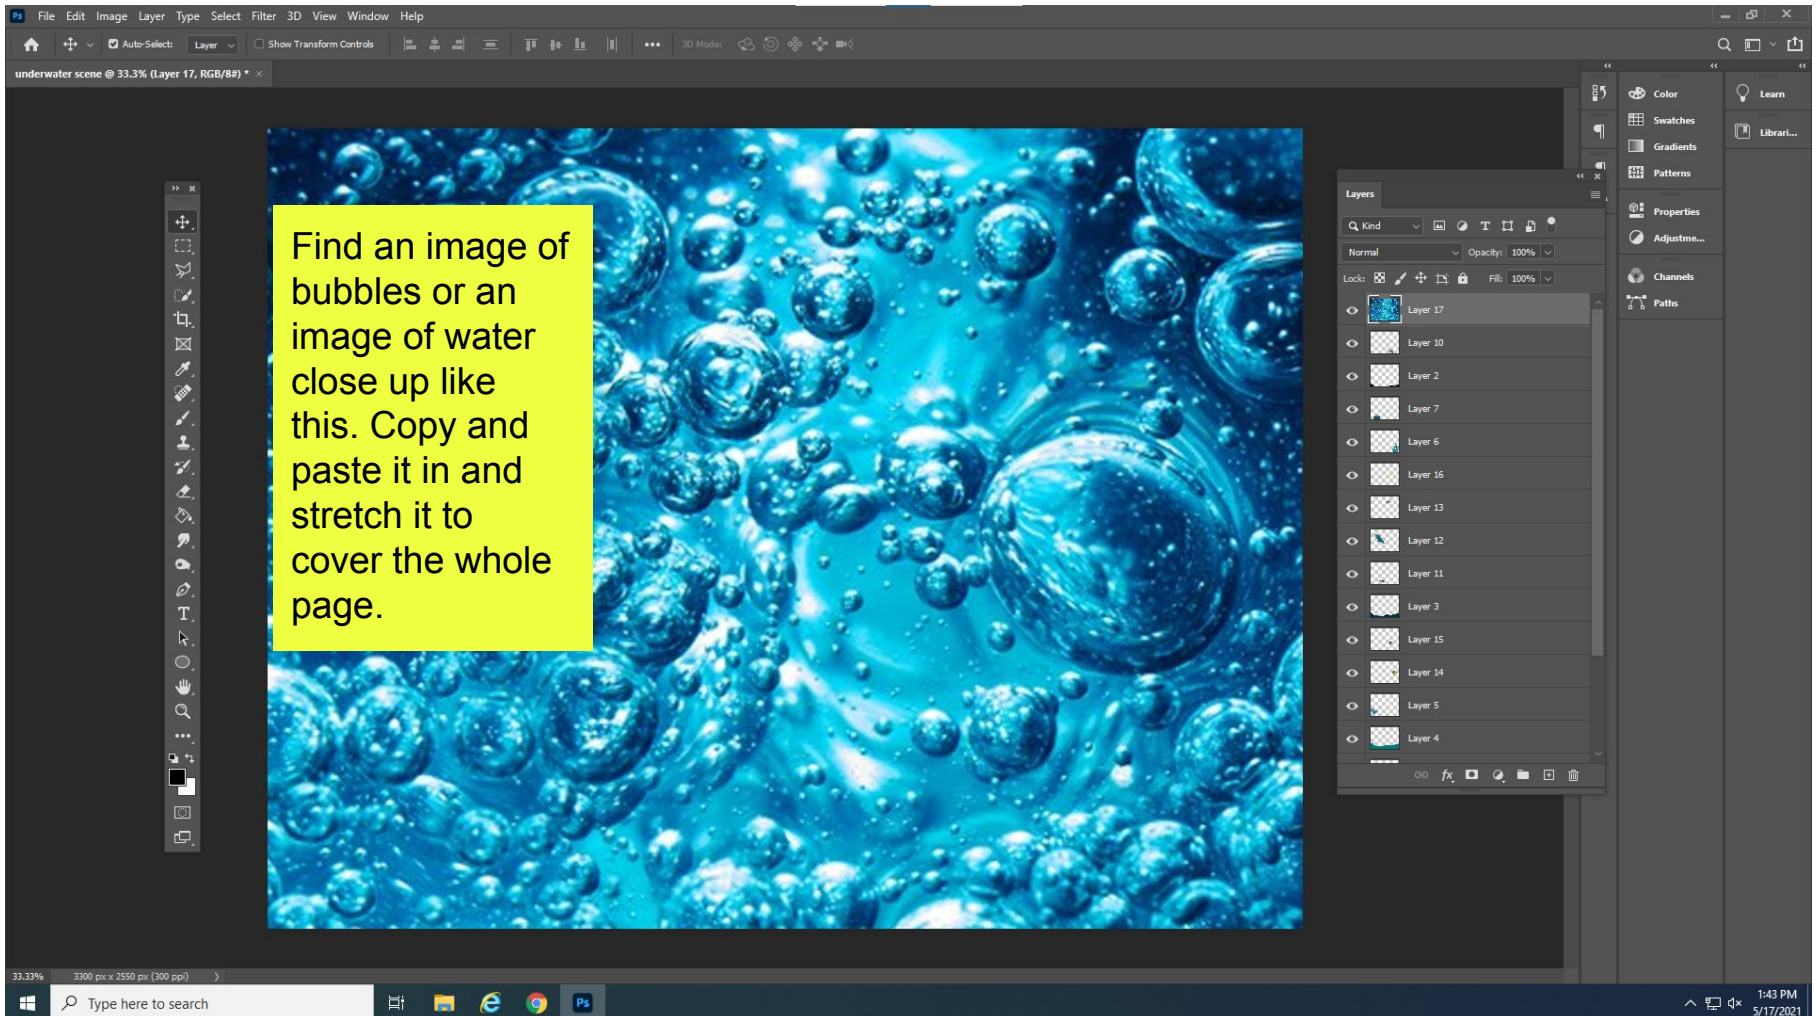 Ps File Edit Image Layer Type Select Filter 3D View Window Help
Auto-Select: Layer Show Transform Controls 3D Mode:
underwater scene @ 33.3% (Layer 17, RGB/8#) * ×
Find an image of
bubbles or an
image of water
close up like
this. Copy and
paste it in and
stretch it to
cover the whole
page.
Layers
Kind
Normal Opacity: 100%
Lock: Fill: 100%
Layer 17
Layer 10
Layer 2
Layer 7
Layer 6
Layer 16
Layer 13
Layer 12
Layer 11
Layer 3
Layer 15
Layer 14
Layer 5
Layer 4
Color
Swatches
Gradients
Patterns
Properties
Adjustme...
Channels
Paths
Learn
Librari...
33.33% 3300 px x 2550 px (300 ppi)
Type here to search
Ps
1:43 PM
5/17/2021